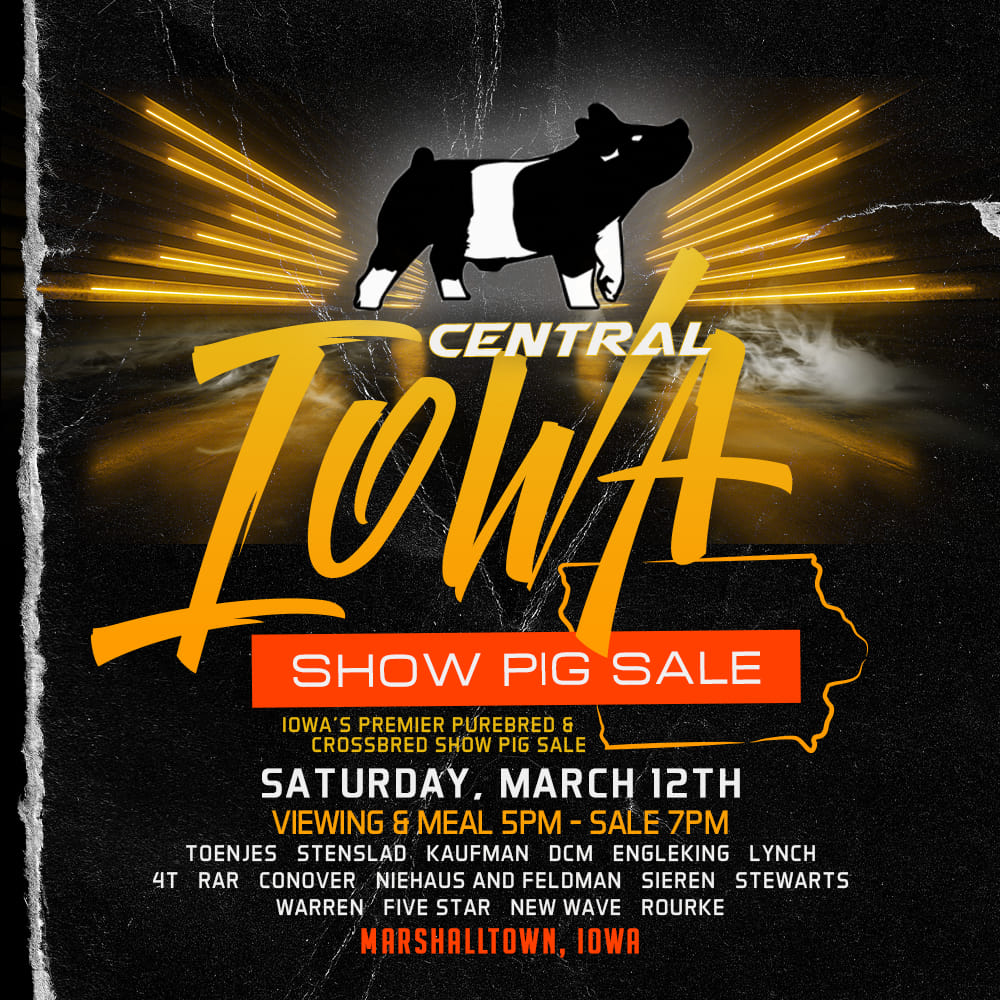 CENTRAL
IOWA
SHOW PIG SALE
IOWA'S PREMIER PUREBRED &
CROSSBRED SHOW PIG SALE
SATURDAY, MARCH 12TH
VIEWING & MEAL 5PM - SALE 7PM
TOENJES STENSLAD KAUFMAN DCM ENGLEKING LYNCH
4T RAR CONOVER NIEHAUS AND FELDMAN SIEREN STEWARTS
WARREN FIVE STAR NEW WAVE ROURKE
MARSHALLTOWN, IOWA